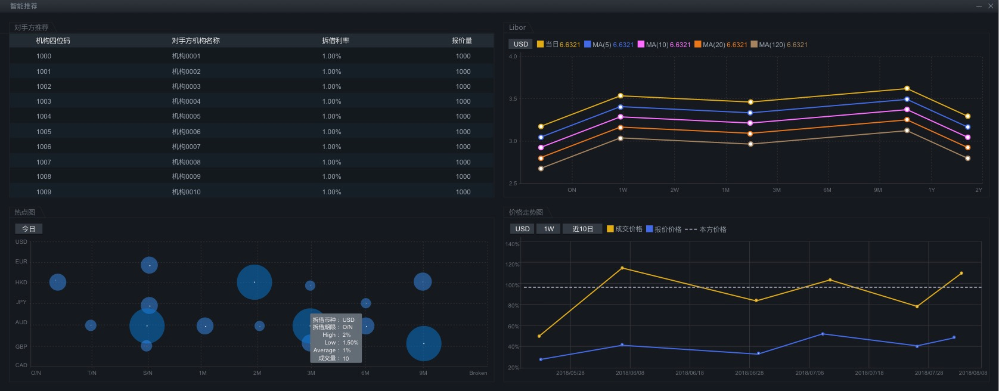 智能推荐
对手方推荐
机构四位码 对手方机构名称 拆借利率 报价量
1000 机构0001 1.00% 1000
1001 机构0002 1.00% 1000
1002 机构0003 1.00% 1000
1003 机构0004 1.00% 1000
1004 机构0005 1.00% 1000
1005 机构0006 1.00% 1000
1006 机构0007 1.00% 1000
1007 机构0008 1.00% 1000
1008 机构0009 1.00% 1000
1009 机构0010 1.00% 1000
Libor
USD 当日6.6321 MA(5) 6.6321 MA(10) 6.6321 MA(20) 6.6321 MA(120) 6.6321
4.0
3.5
3.0
2.5
ON 1W 2W 1M 3M 6M 9M 1Y 2Y
热点图
今日
USD
EUR
HKD
JPY
AUD
GBP
CAD
拆借币种： USD
拆借期限： O/N
High： 2%
Low： 1.50%
Average： 1%
成交量： 10
O/N T/N S/N 1M 2M 3M 6M 9M Broken
价格走势图
USD 1W 近10日 成交价格 报价价格 本方价格
140%
120%
100%
80%
60%
40%
20%
2018/05/28 2018/06/08 2018/06/18 2018/06/28 2018/07/08 2018/07/18 2018/07/28 2018/08/08